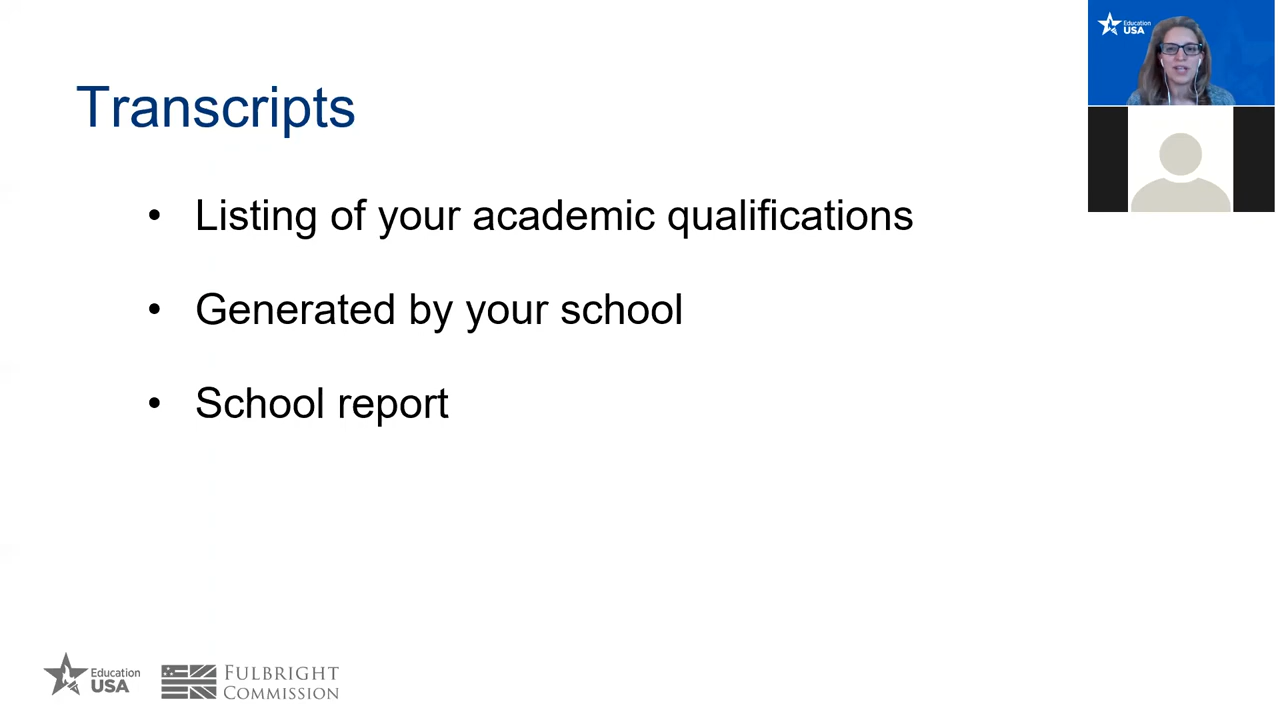 Education
USA
Transcripts
• Listing of your academic qualifications
• Generated by your school
• School report
Education
USA
FULBRIGHT
COMMISSION